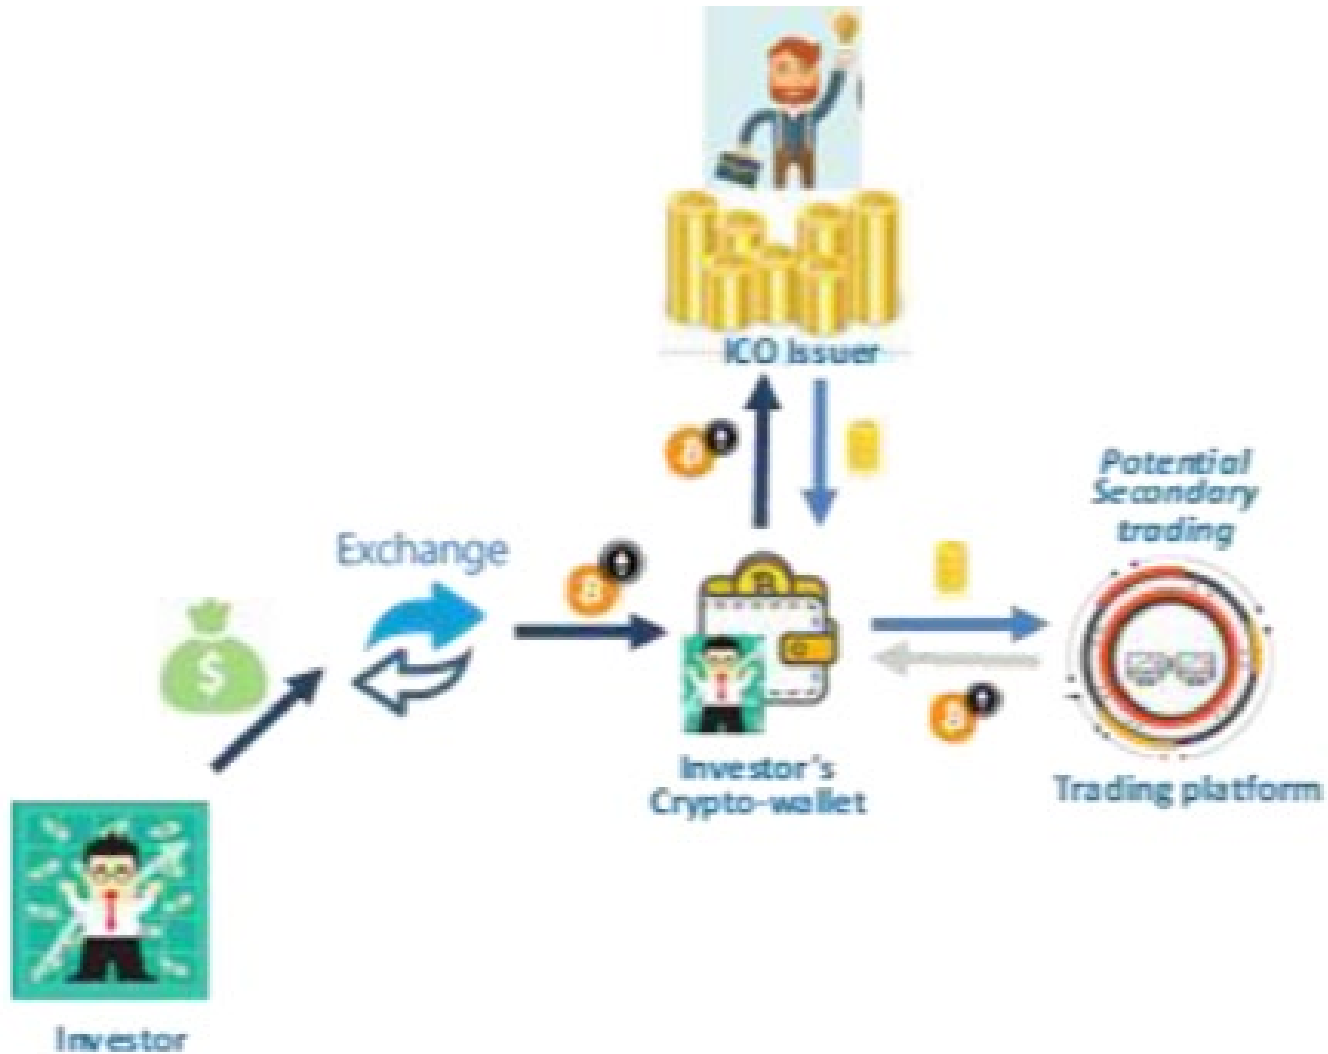 ICO Issuer
Potential
Secondary
trading
Exchange
Investor's
Crypto-wallet
Trading platform
Investor